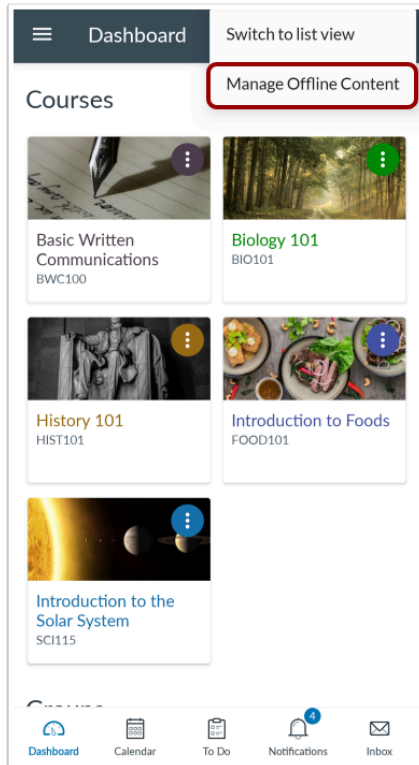 Dashboard
Switch to list view
Manage Offline Content
Courses
Basic Written
Communications
BWC100
Biology 101
BIO101
History 101
HIST101
Introduction to Foods
FOOD101
Introduction to the
Solar System
SCI115
Groups
4
Dashboard
Calendar
To Do
Notifications
Inbox